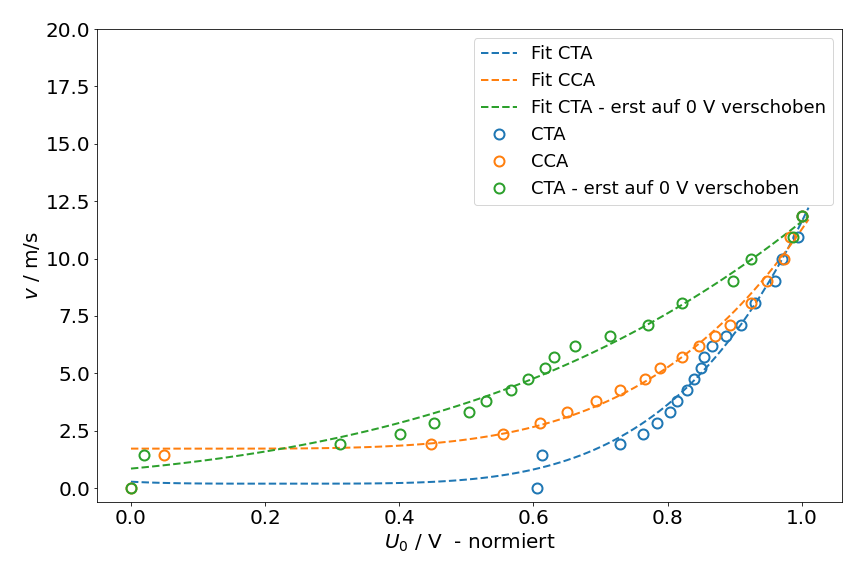 20.0
17.5
15.0
12.5
10.0
7.5
5.0
2.5
0.0
v / m/s
Fit CTA
Fit CCA
Fit CTA - erst auf 0 V verschoben
CTA
CCA
CTA - erst auf 0 V verschoben
0.0 0.2 0.4 0.6 0.8 1.0
U₀ / V - normiert